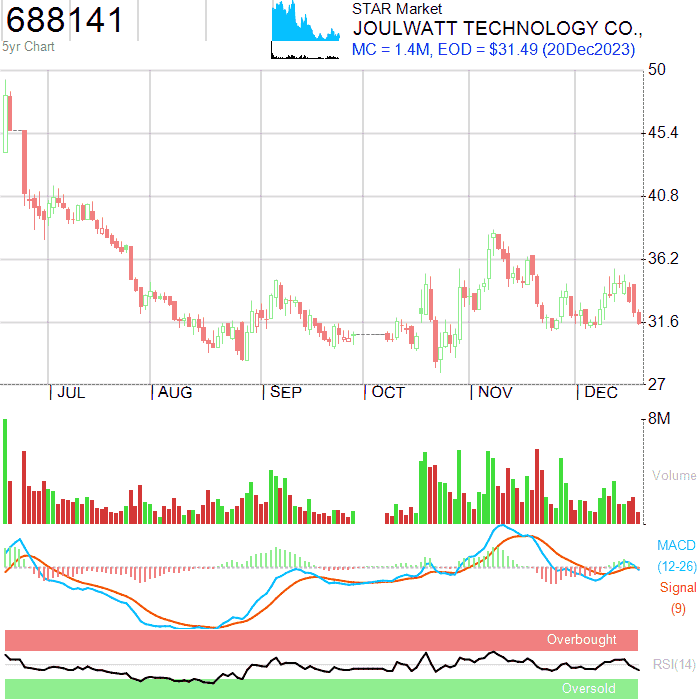 688141
5yr Chart
STAR Market
JOULWATT TECHNOLOGY CO.,
MC = 1.4M, EOD = $31.49 (20Dec2023)
50
45.4
40.8
36.2
31.6
27
JUL
AUG
SEP
OCT
NOV
DEC
8M
Volume
MACD
(12-26)
Signal
(9)
Overbought
RSI(14)
Oversold